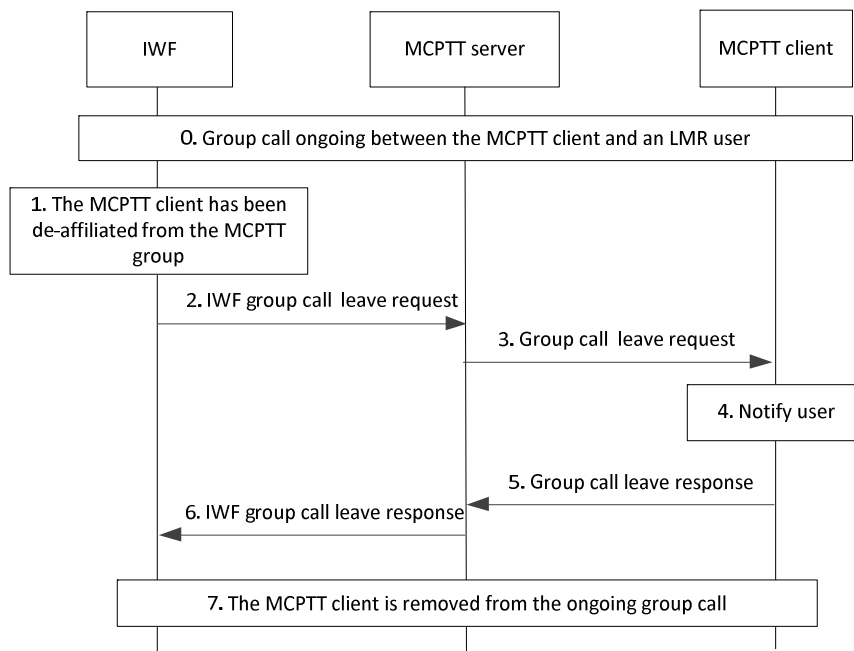 IWF
MCPTT server
MCPTT client
0. Group call ongoing between the MCPTT client and an LMR user
1. The MCPTT client has been
de-affiliated from the MCPTT
group
2. IWF group call leave request
3. Group call leave request
4. Notify user
5. Group call leave response
6. IWF group call leave response
7. The MCPTT client is removed from the ongoing group call